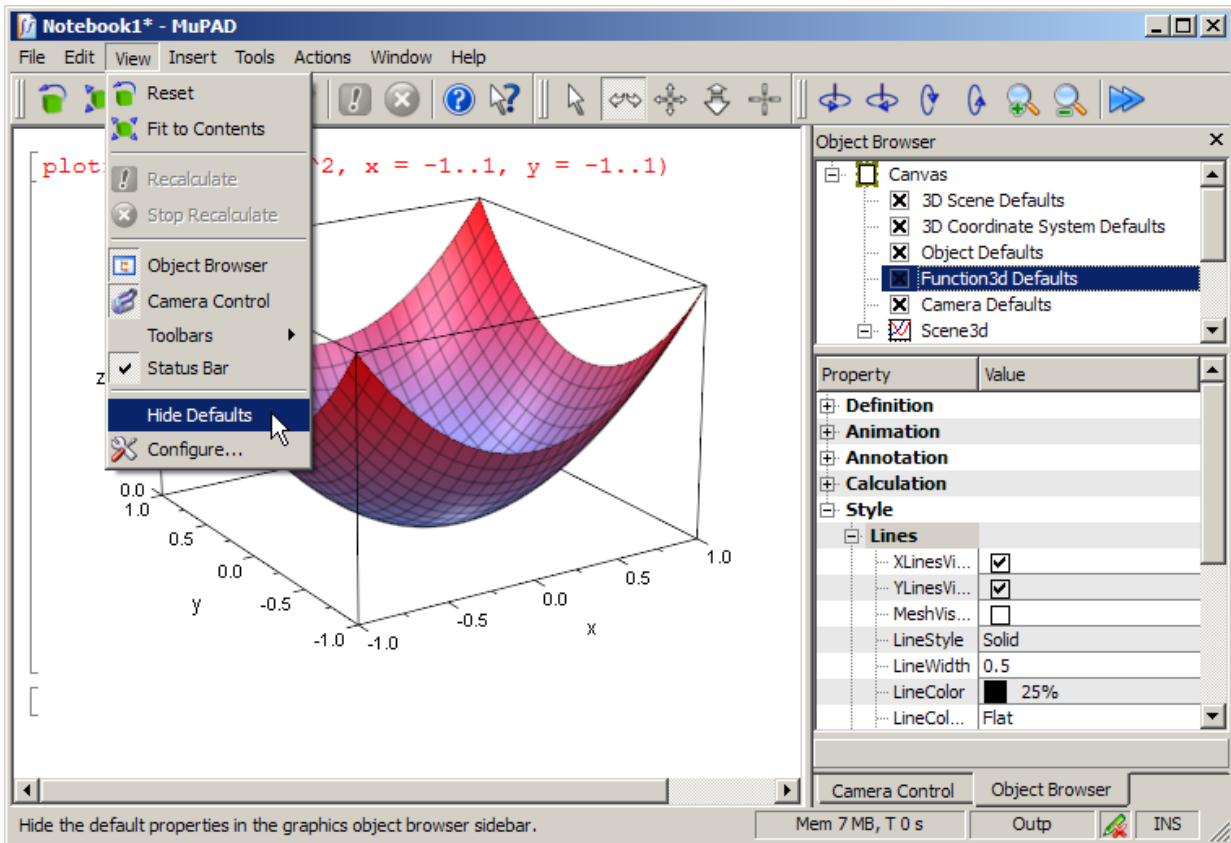 Notebook1* - MuPAD
File Edit View Insert Tools Actions Window Help
Reset
Fit to Contents
Recalculate
Stop Recalculate
Object Browser
Camera Control
Toolbars
Status Bar
Hide Defaults
Configure...
plot
^2, x = -1..1, y = -1..1)
z
0.0
1.0
0.5
0.0
-0.5
-1.0
y
-1.0
-0.5
0.0
0.5
1.0
x
Object Browser
Canvas
3D Scene Defaults
3D Coordinate System Defaults
Object Defaults
Function3d Defaults
Camera Defaults
Scene3d
Property Value
Definition
Animation
Annotation
Calculation
Style
Lines
XLinesVi...
YLinesVi...
MeshVis...
LineStyle Solid
LineWidth 0.5
LineColor 25%
LineCol... Flat
Camera Control Object Browser
Hide the default properties in the graphics object browser sidebar. Mem 7 MB, T 0 s Outp INS